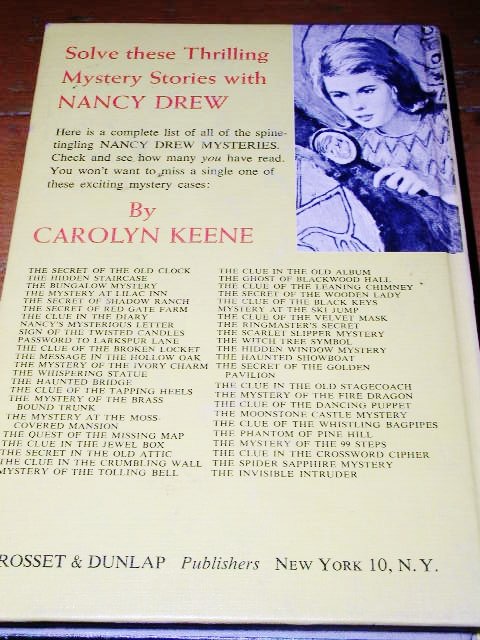 Solve these Thrilling
Mystery Stories with
NANCY DREW
Here is a complete list of all of the spine-
tingling NANCY DREW MYSTERIES.
Check and see how many you have read.
You won't want to miss a single one of
these exciting mystery cases:
By
CAROLYN KEENE
THE SECRET OF THE OLD CLOCK
THE HIDDEN STAIRCASE
THE BUNGALOW MYSTERY
THE MYSTERY AT LILAC INN
THE SECRET OF SHADOW RANCH
THE SECRET OF RED GATE FARM
THE CLUE IN THE DIARY
NANCY'S MYSTERIOUS LETTER
SIGN OF THE TWISTED CANDLES
PASSWORD TO LARKSPUR LANE
THE CLUE OF THE BROKEN LOCKET
THE MESSAGE IN THE HOLLOW OAK
THE MYSTERY OF THE IVORY CHARM
THE WHISPERING STATUE
THE HAUNTED BRIDGE
THE CLUE OF THE TAPPING HEELS
THE MYSTERY OF THE BRASS
BOUND TRUNK
THE MYSTERY AT THE MOSS-
COVERED MANSION
THE QUEST OF THE MISSING MAP
THE CLUE IN THE JEWEL BOX
THE SECRET IN THE OLD ATTIC
THE CLUE IN THE CRUMBLING WALL
MYSTERY OF THE TOLLING BELL
THE CLUE IN THE OLD ALBUM
THE GHOST OF BLACKWOOD HALL
THE CLUE OF THE LEANING CHIMNEY
THE SECRET OF THE WOODEN LADY
THE CLUE OF THE BLACK KEYS
MYSTERY AT THE SKI JUMP
THE CLUE OF THE VELVET MASK
THE RINGMASTER'S SECRET
THE SCARLET SLIPPER MYSTERY
THE WITCH TREE SYMBOL
THE HIDDEN WINDOW MYSTERY
THE HAUNTED SHOWBOAT
THE SECRET OF THE GOLDEN
PAVILION
THE CLUE IN THE OLD STAGECOACH
THE MYSTERY OF THE FIRE DRAGON
THE CLUE OF THE DANCING PUPPET
THE MOONSTONE CASTLE MYSTERY
THE CLUE OF THE WHISTLING BAGPIPES
THE PHANTOM OF PINE HILL
THE MYSTERY OF THE 99 STEPS
THE CLUE IN THE CROSSWORD CIPHER
THE SPIDER SAPPHIRE MYSTERY
THE INVISIBLE INTRUDER
ROSSET & DUNLAP Publishers NEW YORK 10, N.Y.